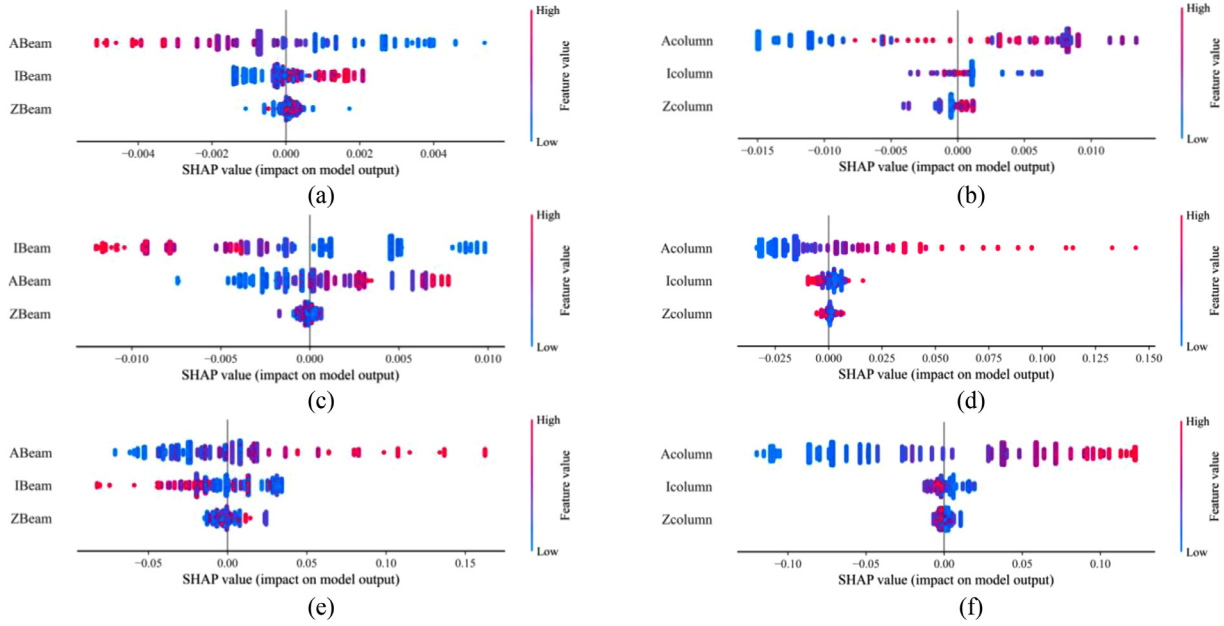 High
ABeam
IBeam
ZBeam
Feature value
Low
−0.004 −0.002 0.000 0.002 0.004
SHAP value (impact on model output)
(a)
High
Acolumn
Icolumn
Zcolumn
Feature value
Low
−0.015 −0.010 −0.005 0.000 0.005 0.010
SHAP value (impact on model output)
(b)
High
IBeam
ABeam
ZBeam
Feature value
Low
−0.010 −0.005 0.000 0.005 0.010
SHAP value (impact on model output)
(c)
High
Acolumn
Icolumn
Zcolumn
Feature value
Low
−0.025 0.000 0.025 0.050 0.075 0.100 0.125 0.150
SHAP value (impact on model output)
(d)
High
ABeam
IBeam
ZBeam
Feature value
Low
−0.05 0.00 0.05 0.10 0.15
SHAP value (impact on model output)
(e)
High
Acolumn
Icolumn
Zcolumn
Feature value
Low
−0.10 −0.05 0.00 0.05 0.10
SHAP value (impact on model output)
(f)